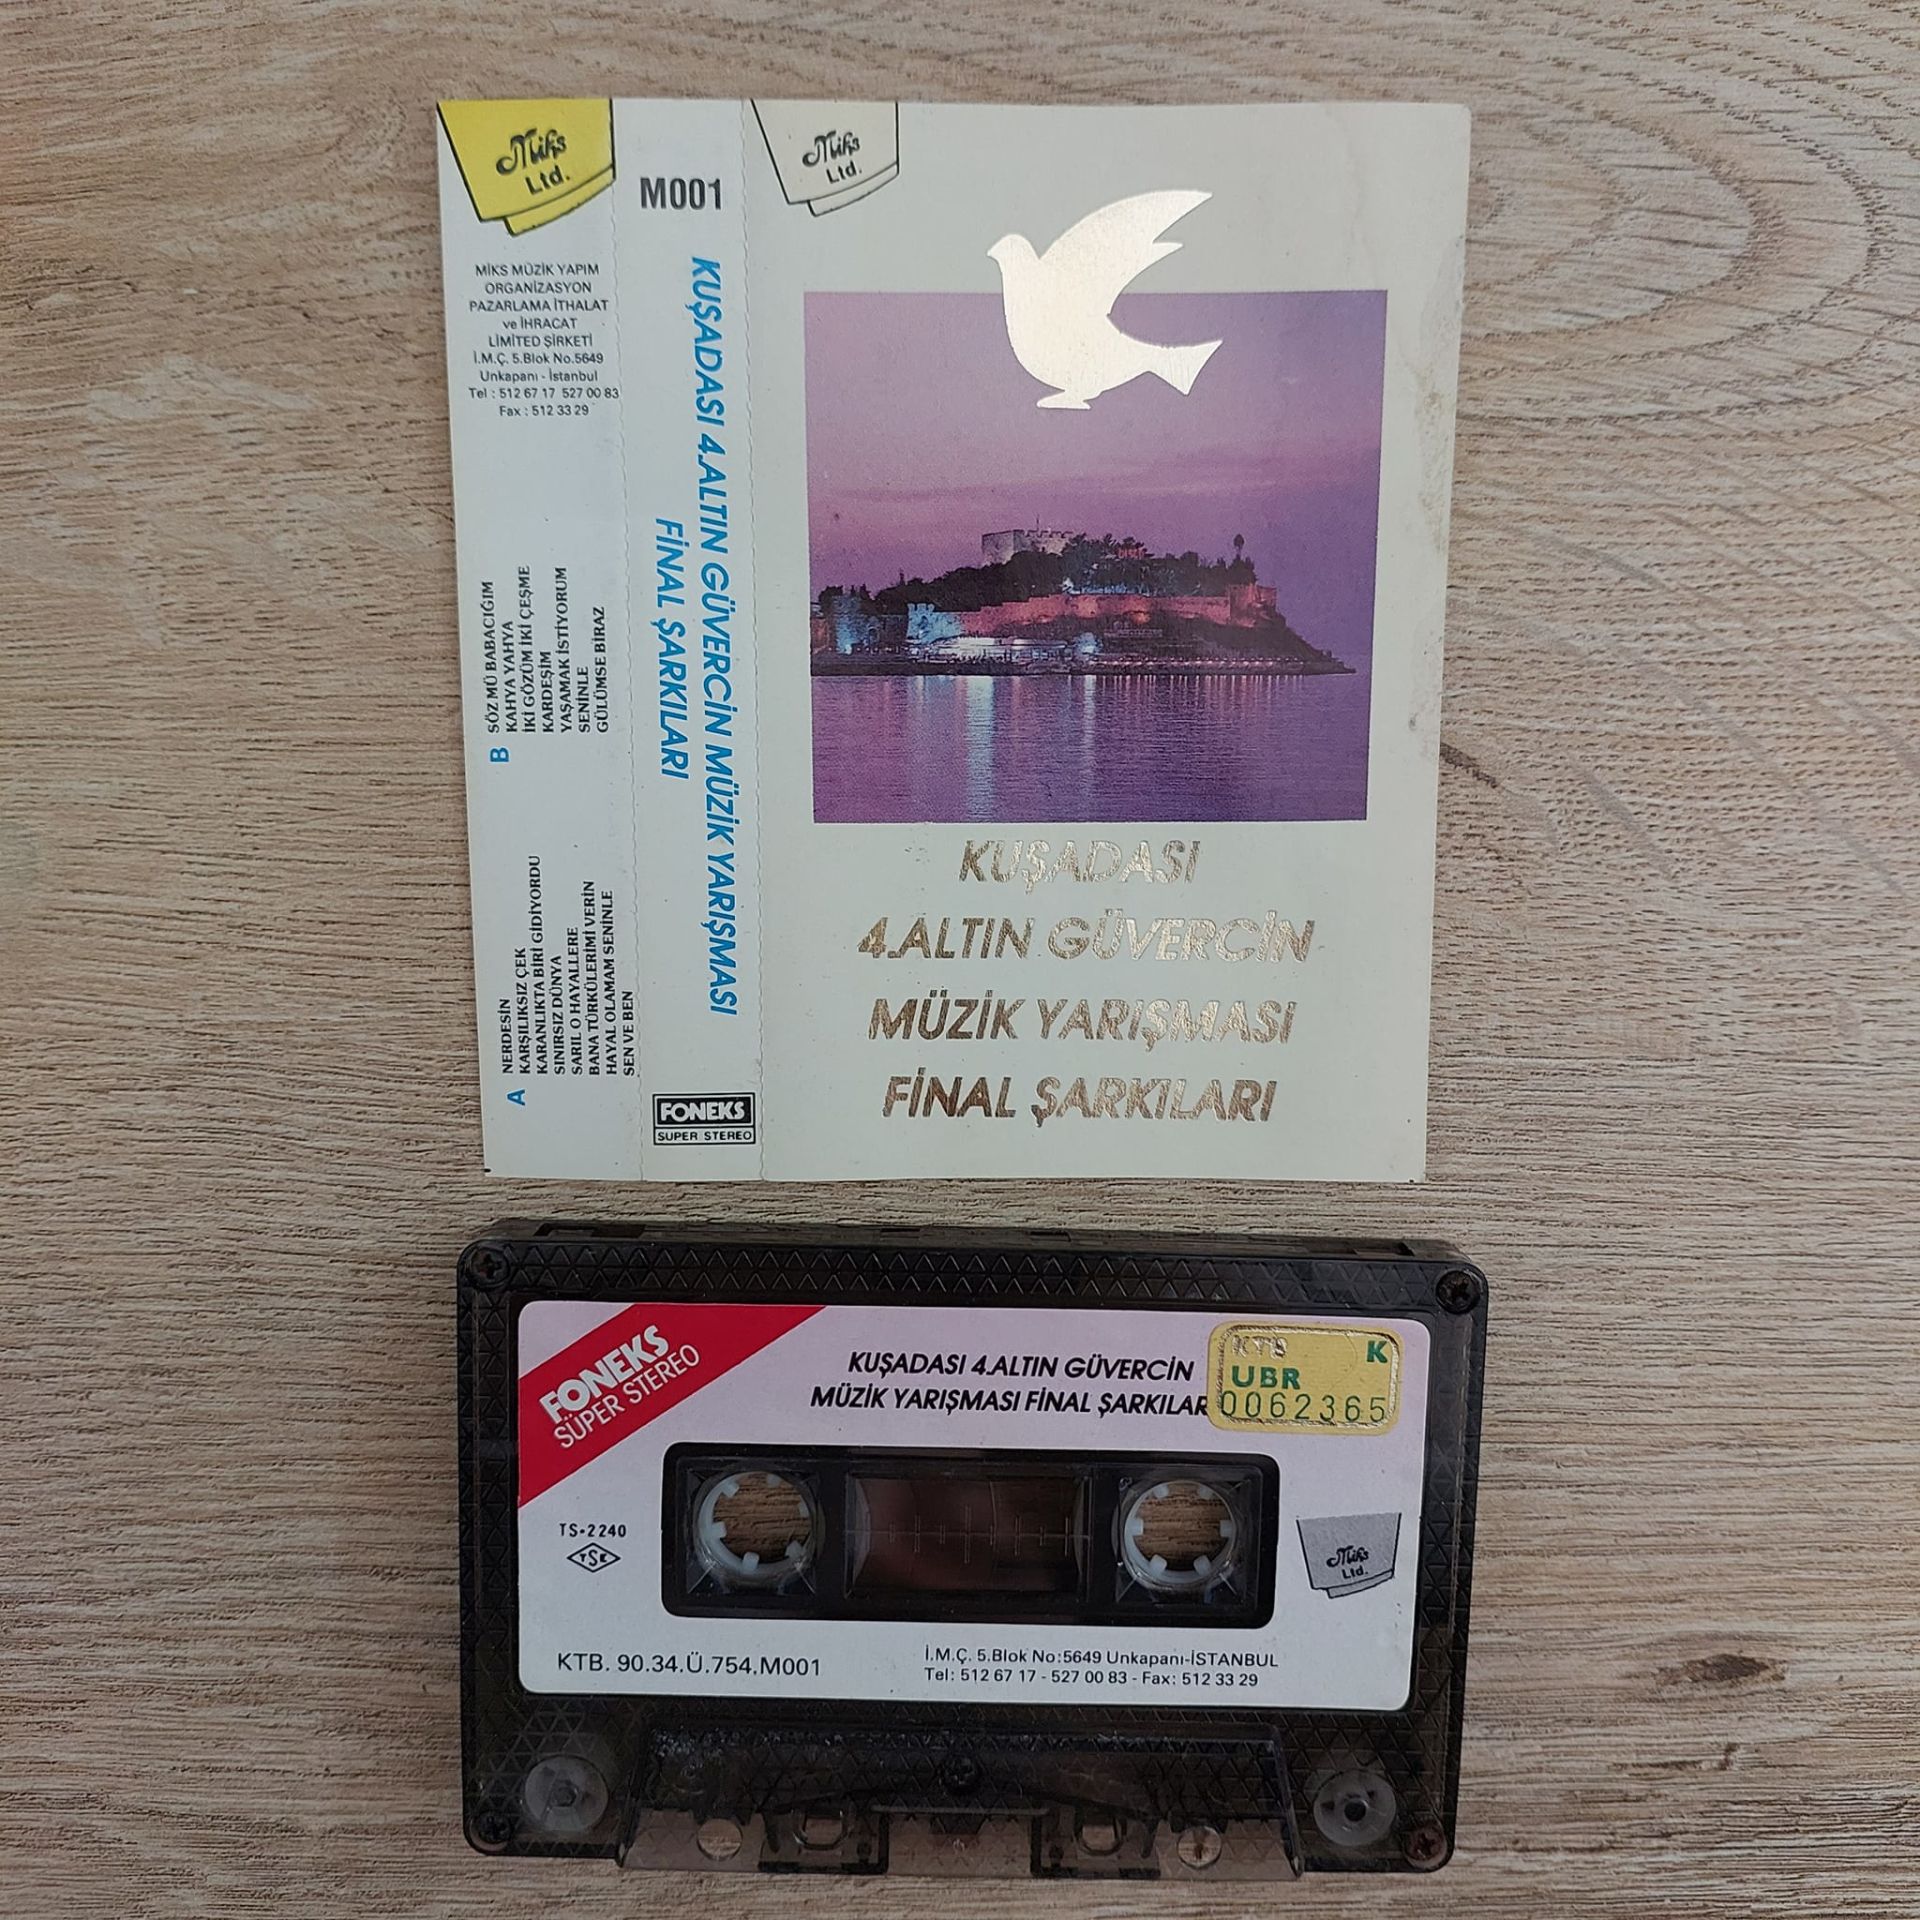 Miks
Ltd.
MİKS MÜZİK YAPIM
ORGANİZASYON
PAZARLAMA İTHALAT
ve İHRACAT
LİMİTED ŞİRKETİ
İ.M.Ç. 5.Blok No.5649
Unkapanı - İstanbul
Tel : 512 67 17 527 00 83
Fax : 512 33 29
B
SÖZ MÜ BABACIĞIM
KAHYA YAHYA
İKİ GÖZÜM İKİ ÇEŞME
KARDEŞİM
YAŞAMAK İSTİYORUM
SENİNLE
GÜLÜMSE BİRAZ
A
NERDESİN
KARŞILIKSIZ ÇEK
KARANLIKTA BİRİ GİDİYORDU
SINIRSIZ DÜNYA
SARIL O HAYALLERE
BANA TÜRKÜLERİMİ VERİN
HAYAL OLAMAM SENİNLE
SEN VE BEN
M001
KUŞADASI 4.ALTIN GÜVERCİN MÜZİK YARIŞMASI
FİNAL ŞARKILARI
FONEKS
SUPER STEREO
Miks
Ltd.
KUŞADASI
4.ALTIN GÜVERCİN
MÜZİK YARIŞMASI
FİNAL ŞARKILARI
FONEKS
SÜPER STEREO
KUŞADASI 4.ALTIN GÜVERCİN
MÜZİK YARIŞMASI FİNAL ŞARKILAR
KTB K
UBR
0062365
TS-2240
TSE
Miks
Ltd.
KTB. 90.34.Ü.754.M001
İ.M.Ç. 5.Blok No:5649 Unkapanı-İSTANBUL
Tel: 512 67 17 - 527 00 83 - Fax: 512 33 29